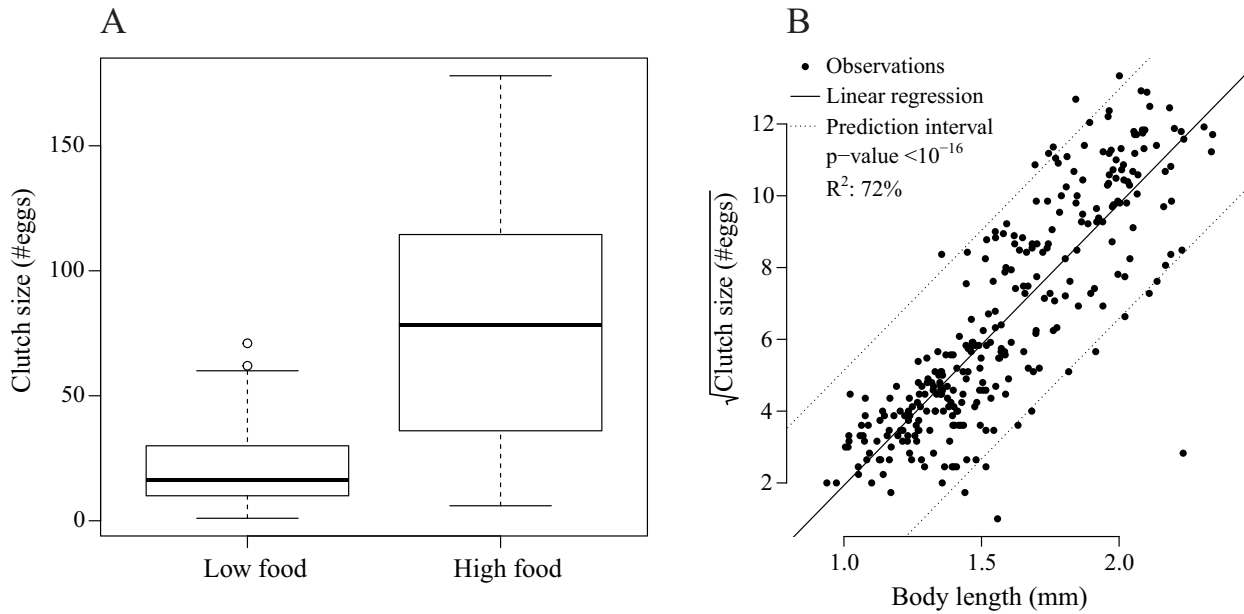 A
Clutch size (#eggs)
150
100
50
0
Low food
High food
B
Observations
Linear regression
Prediction interval
p−value <10⁻¹⁶
R²: 72%
√Clutch size (#eggs)
12
10
8
6
4
2
1.0
1.5
2.0
Body length (mm)